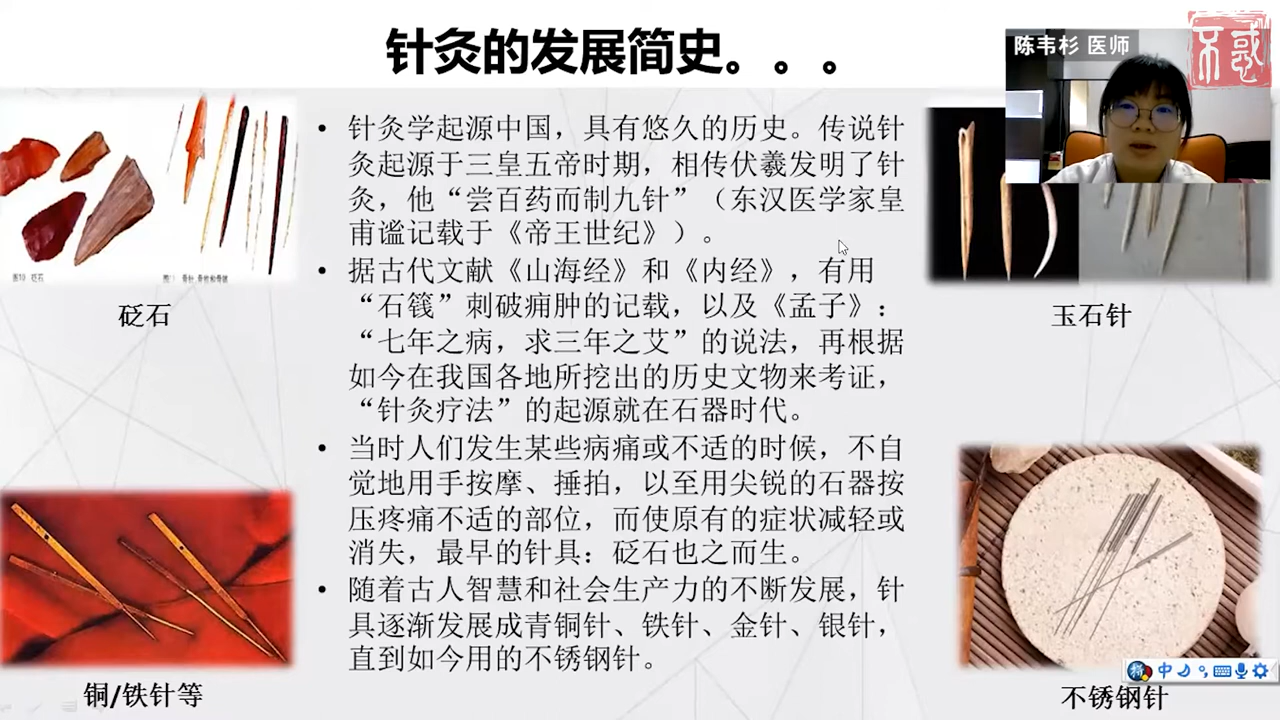 针灸的发展简史。。。
陈韦杉 医师
不惑
• 针灸学起源中国，具有悠久的历史。传说针
灸起源于三皇五帝时期，相传伏羲发明了针
灸，他“尝百药而制九针”（东汉医学家皇
甫谧记载于《帝王世纪》）。
• 据古代文献《山海经》和《内经》，有用
“石篯”刺破痈肿的记载，以及《孟子》：
“七年之病，求三年之艾”的说法，再根据
如今在我国各地所挖出的历史文物来考证，
“针灸疗法”的起源就在石器时代。
• 当时人们发生某些病痛或不适的时候，不自
觉地用手按摩、捶拍，以至用尖锐的石器按
压疼痛不适的部位，而使原有的症状减轻或
消失，最早的针具：砭石也之而生。
• 随着古人智慧和社会生产力的不断发展，针
具逐渐发展成青铜针、铁针、金针、银针，
直到如今用的不锈钢针。
砭石
玉石针
铜/铁针等
不锈钢针
中